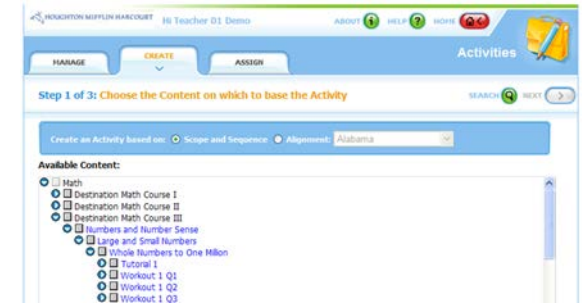 HOUGHTON MIFFLIN HARCOURT Hi Teacher 01 Demo ABOUT HELP HOME
MANAGE CREATE ASSIGN Activities
Step 1 of 3: Choose the Content on which to base the Activity SEARCH NEXT
Create an Activity based on: Scope and Sequence Alignment: Alabama
Available Content:
Math
Destination Math Course I
Destination Math Course II
Destination Math Course III
Numbers and Number Sense
Large and Small Numbers
Whole Numbers to One Million
Tutorial 1
Workout 1 Q1
Workout 1 Q2
Workout 1 Q3